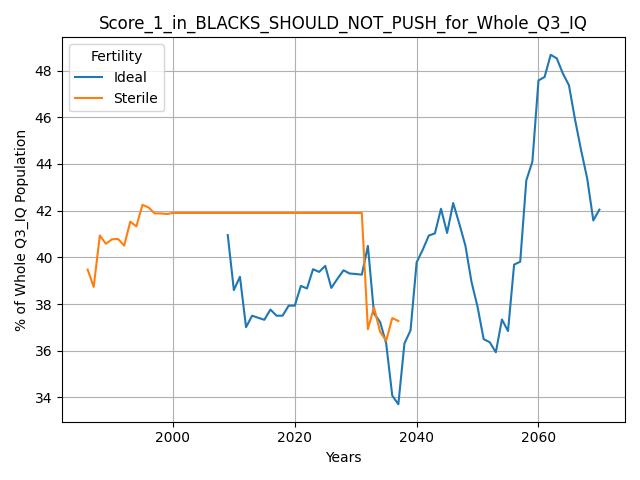 Score_1_in_BLACKS_SHOULD_NOT_PUSH_for_Whole_Q3_IQ
Fertility
Ideal
Sterile
% of Whole Q3_IQ Population
48
46
44
42
40
38
36
34
2000
2020
2040
2060
Years